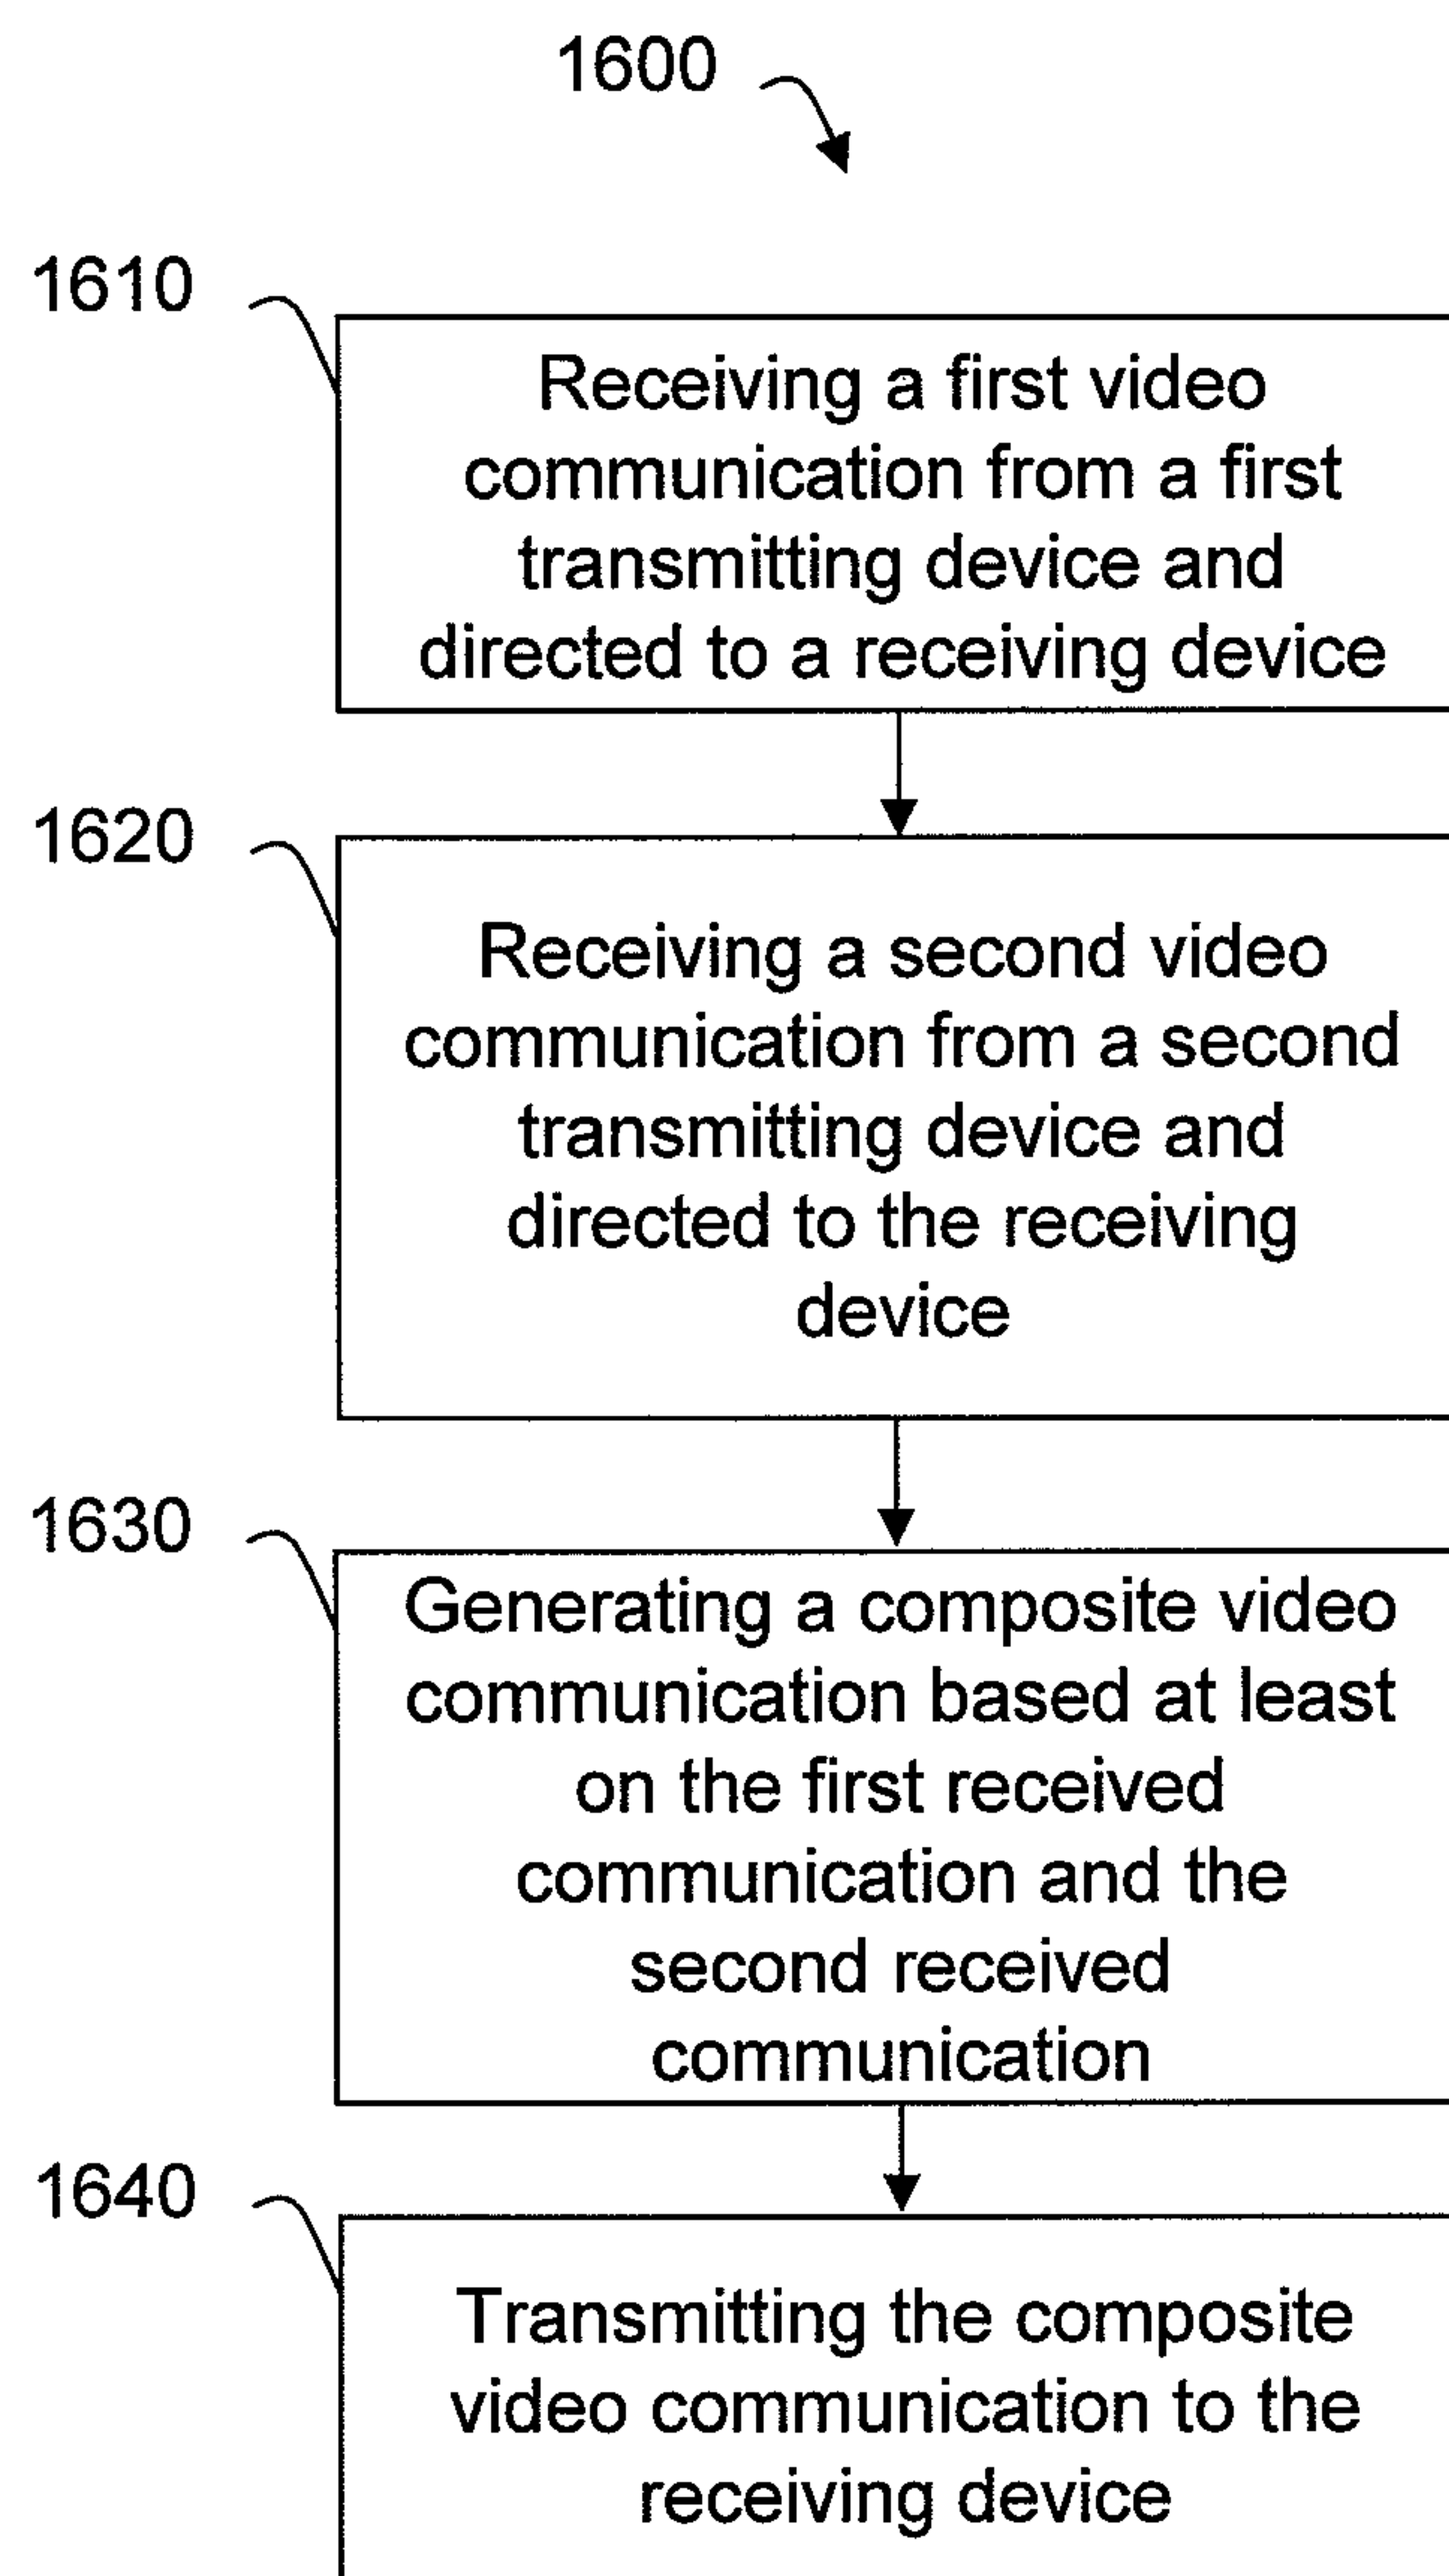 1600
1610
Receiving a first video
communication from a first
transmitting device and
directed to a receiving device
1620
Receiving a second video
communication from a second
transmitting device and
directed to the receiving
device
1630
Generating a composite video
communication based at least
on the first received
communication and the
second received
communication
1640
Transmitting the composite
video communication to the
receiving device